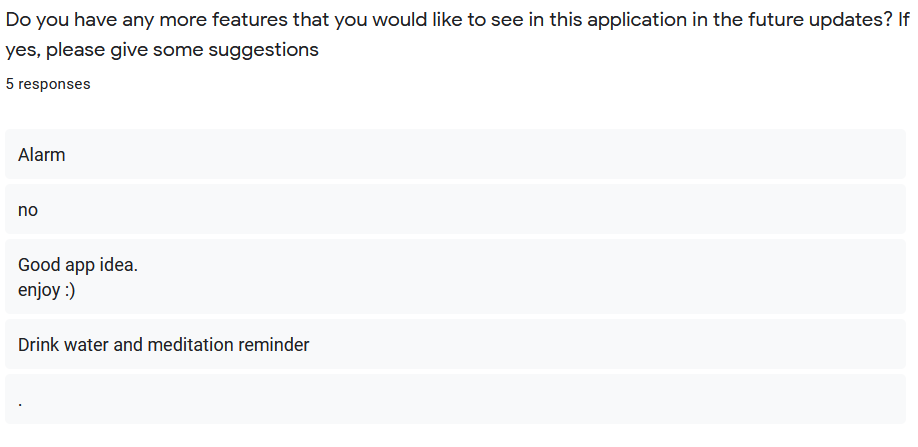 Do you have any more features that you would like to see in this application in the future updates? If
yes, please give some suggestions
5 responses
Alarm
no
Good app idea.
enjoy :)
Drink water and meditation reminder
.